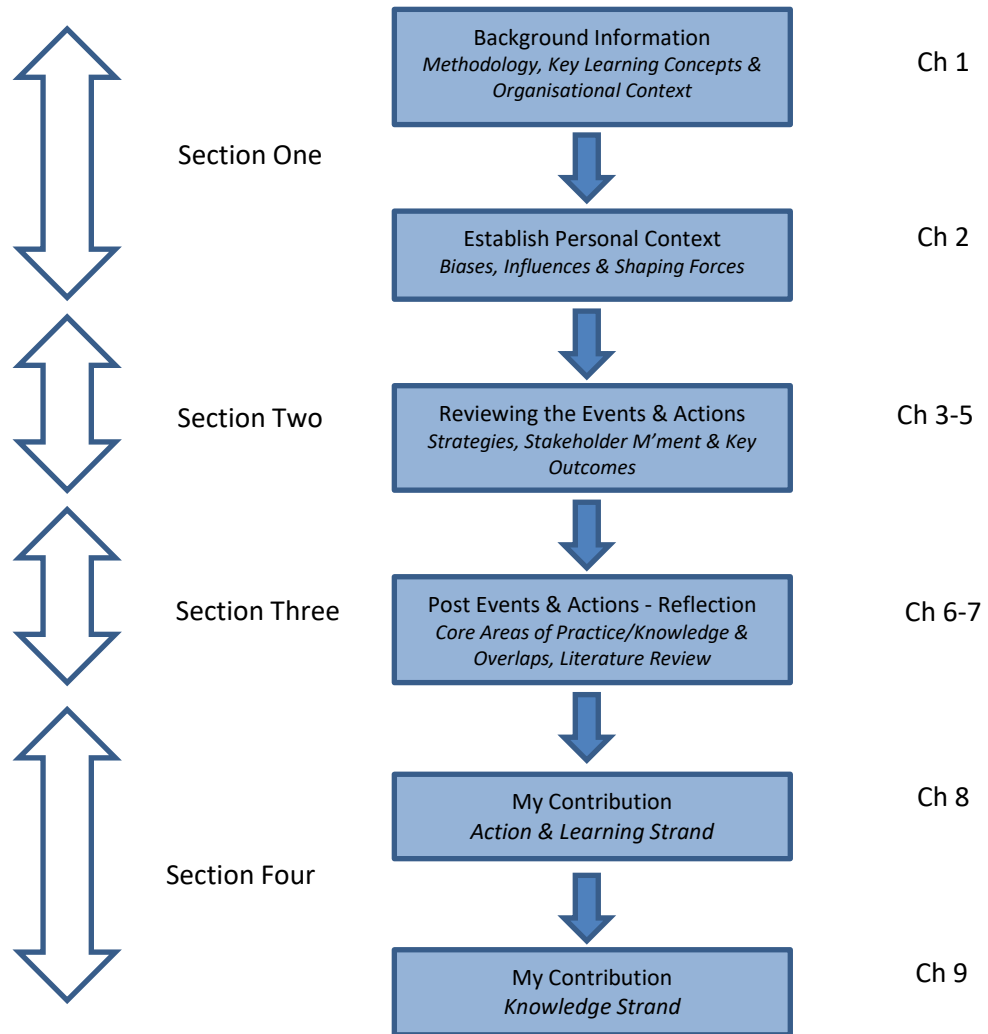 Background Information
Methodology, Key Learning Concepts &
Organisational Context
Ch 1
Section One
Establish Personal Context
Biases, Influences & Shaping Forces
Ch 2
Section Two
Reviewing the Events & Actions
Strategies, Stakeholder M’ment & Key
Outcomes
Ch 3-5
Section Three
Post Events & Actions - Reflection
Core Areas of Practice/Knowledge &
Overlaps, Literature Review
Ch 6-7
My Contribution
Action & Learning Strand
Ch 8
Section Four
My Contribution
Knowledge Strand
Ch 9